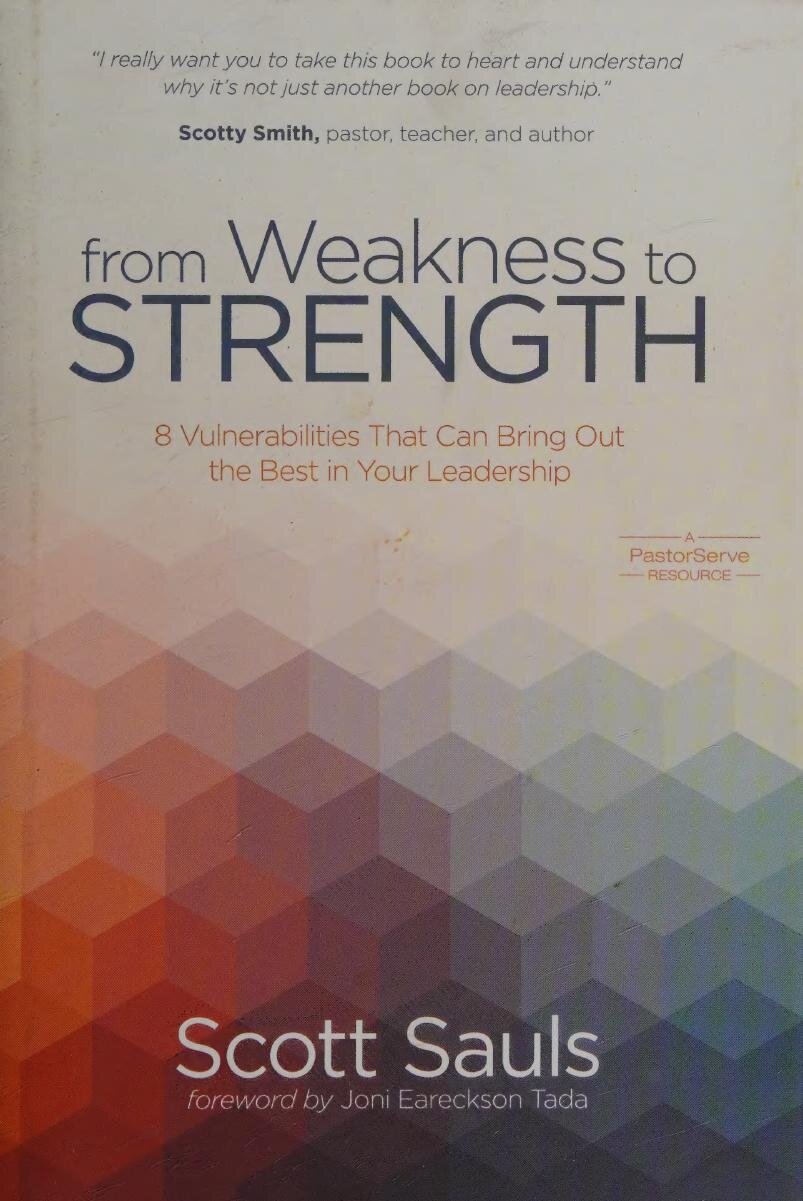 “I really want you to take this book to heart and understand
why it’s not just another book on leadership.”
Scotty Smith, pastor, teacher, and author
from Weakness to
STRENGTH
8 Vulnerabilities That Can Bring Out
the Best in Your Leadership
A
PastorServe
RESOURCE
Scott Sauls
foreword by Joni Eareckson Tada